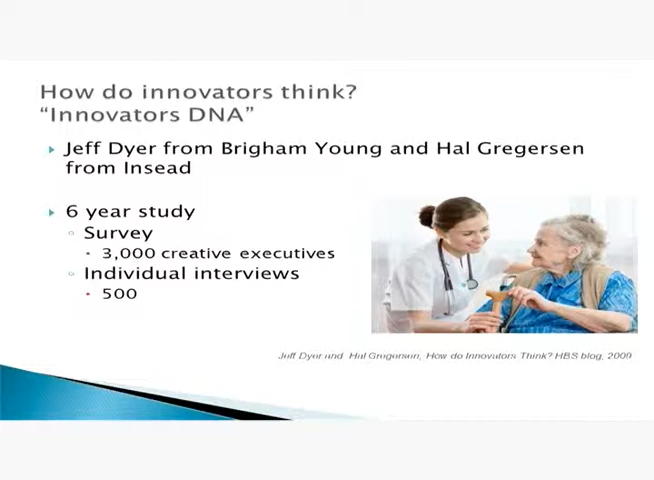 How do innovators think?
“Innovators DNA”
Jeff Dyer from Brigham Young and Hal Gregersen
from Insead
6 year study
Survey
3,000 creative executives
Individual interviews
500
Jeff Dyer and Hal Gregersen, How do Innovators Think? HBS blog, 2009